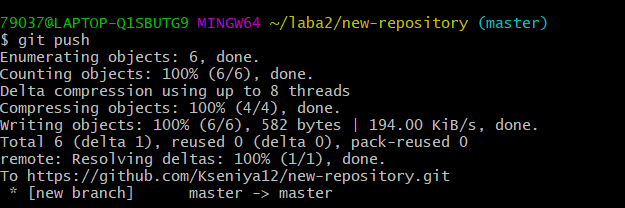 79037@LAPTOP-Q1SBUTG9 MINGW64 ~/laba2/new-repository (master)
$ git push
Enumerating objects: 6, done.
Counting objects: 100% (6/6), done.
Delta compression using up to 8 threads
Compressing objects: 100% (4/4), done.
Writing objects: 100% (6/6), 582 bytes | 194.00 KiB/s, done.
Total 6 (delta 1), reused 0 (delta 0), pack-reused 0
remote: Resolving deltas: 100% (1/1), done.
To https://github.com/Kseniya12/new-repository.git
 * [new branch]      master -> master